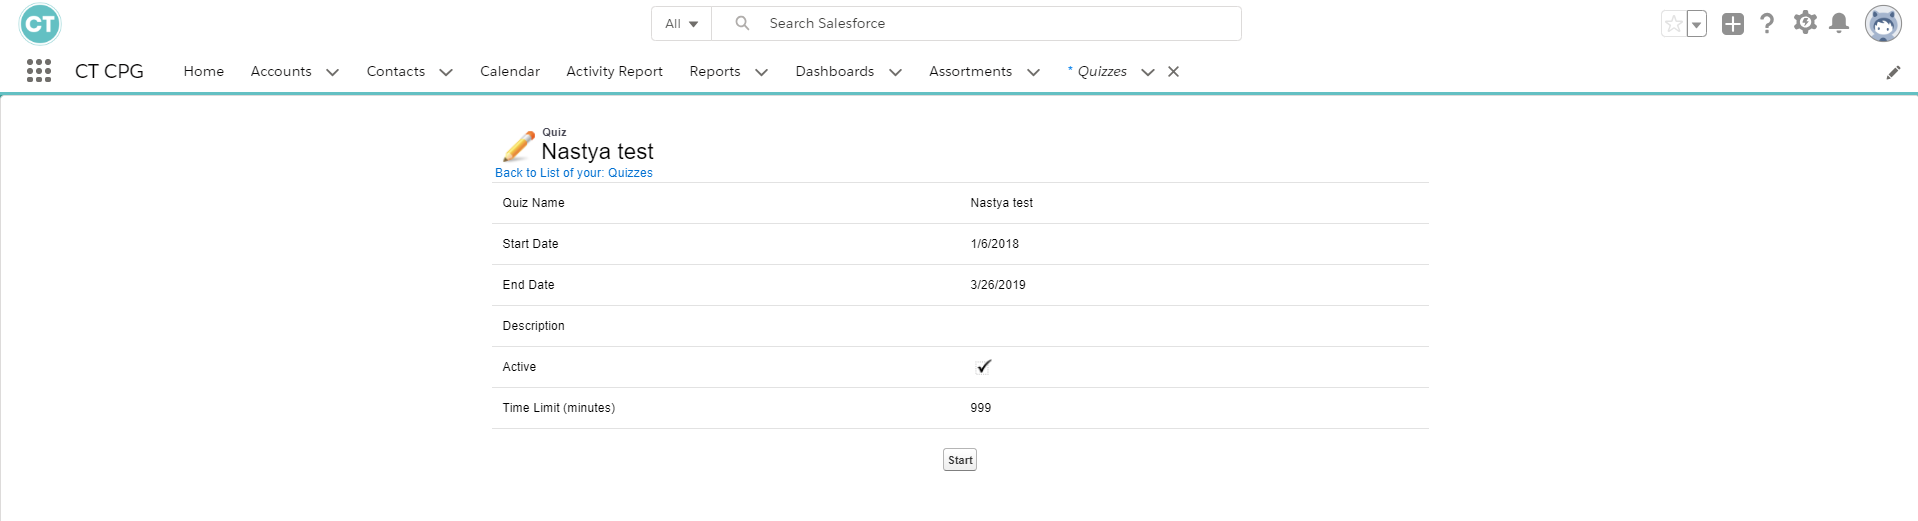 CT
All
Search Salesforce
CT CPG
Home
Accounts
Contacts
Calendar
Activity Report
Reports
Dashboards
Assortments
* Quizzes
Quiz
Nastya test
Back to List of your: Quizzes
Quiz Name Nastya test
Start Date 1/6/2018
End Date 3/26/2019
Description
Active
Time Limit (minutes) 999
Start